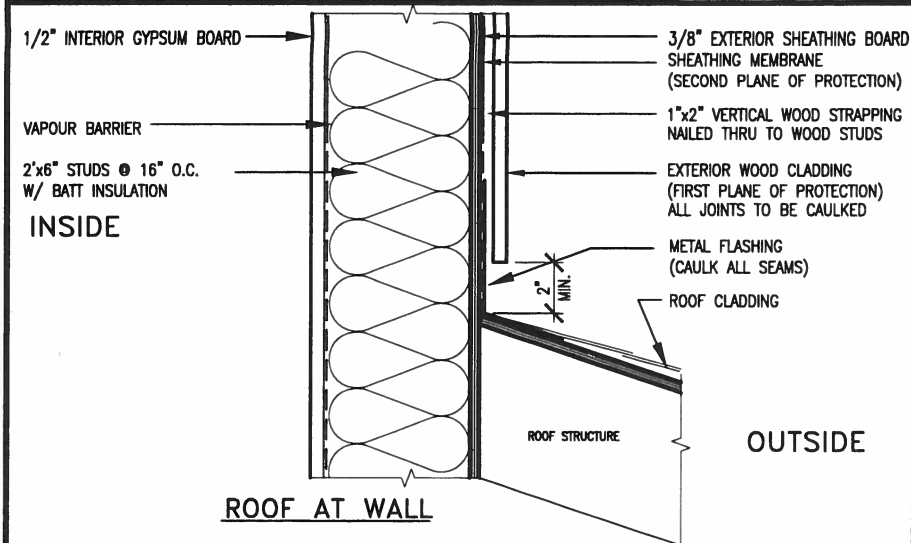 1/2" INTERIOR GYPSUM BOARD
VAPOUR BARRIER
2'x6" STUDS @ 16" O.C.
W/ BATT INSULATION
INSIDE
3/8" EXTERIOR SHEATHING BOARD
SHEATHING MEMBRANE
(SECOND PLANE OF PROTECTION)
1"x2" VERTICAL WOOD STRAPPING
NAILED THRU TO WOOD STUDS
EXTERIOR WOOD CLADDING
(FIRST PLANE OF PROTECTION)
ALL JOINTS TO BE CAULKED
METAL FLASHING
(CAULK ALL SEAMS)
2"
MIN.
ROOF CLADDING
ROOF STRUCTURE
OUTSIDE
ROOF AT WALL